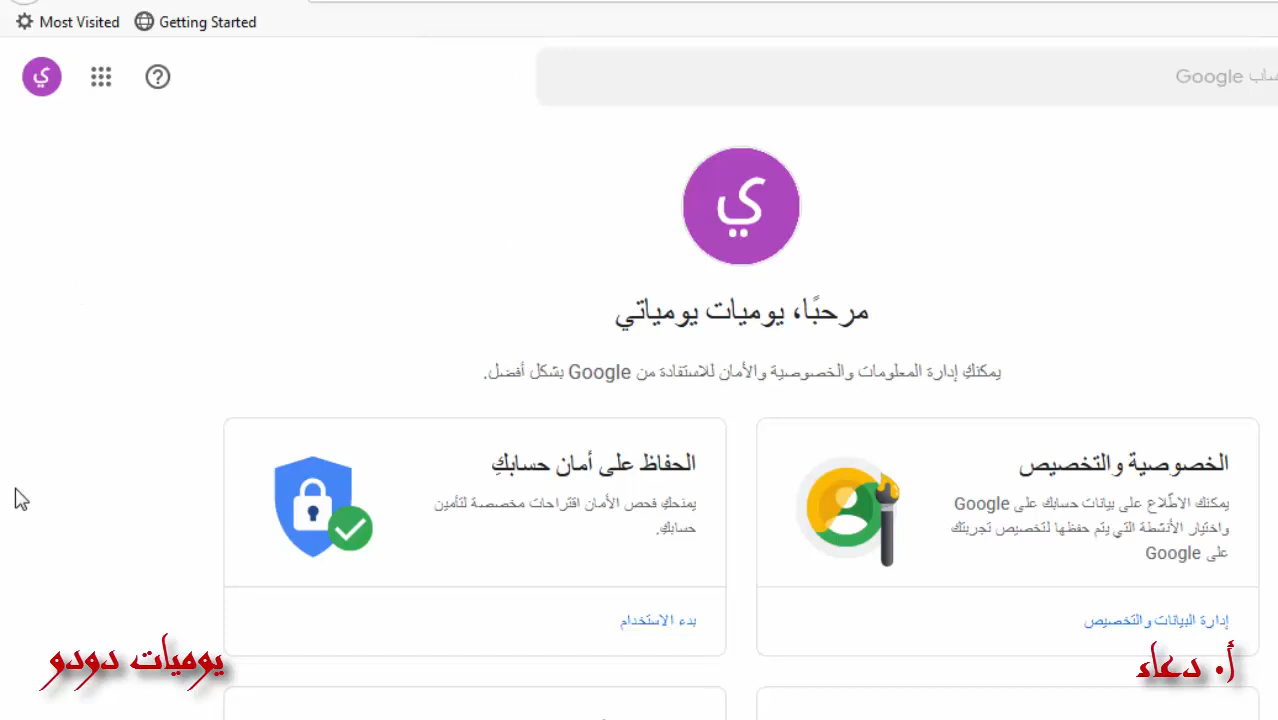 Most Visited
Getting Started
ي
Google
ي
مرحبًا، يوميات يومياتي
يمكنكِ إدارة المعلومات والخصوصية والأمان للاستفادة من Google بشكل أفضل.
الخصوصية والتخصيص
يمكنك الاطّلاع على بيانات حسابك على Google
واختيار الأنشطة التي يتم حفظها لتخصيص تجربتك
على Google
إدارة البيانات والتخصيص
الحفاظ على أمان حسابكِ
يمنحكِ فحص الأمان اقتراحات مخصصة لتأمين
حسابكِ.
بدء الاستخدام
أ. دعاء
يوميات دودو